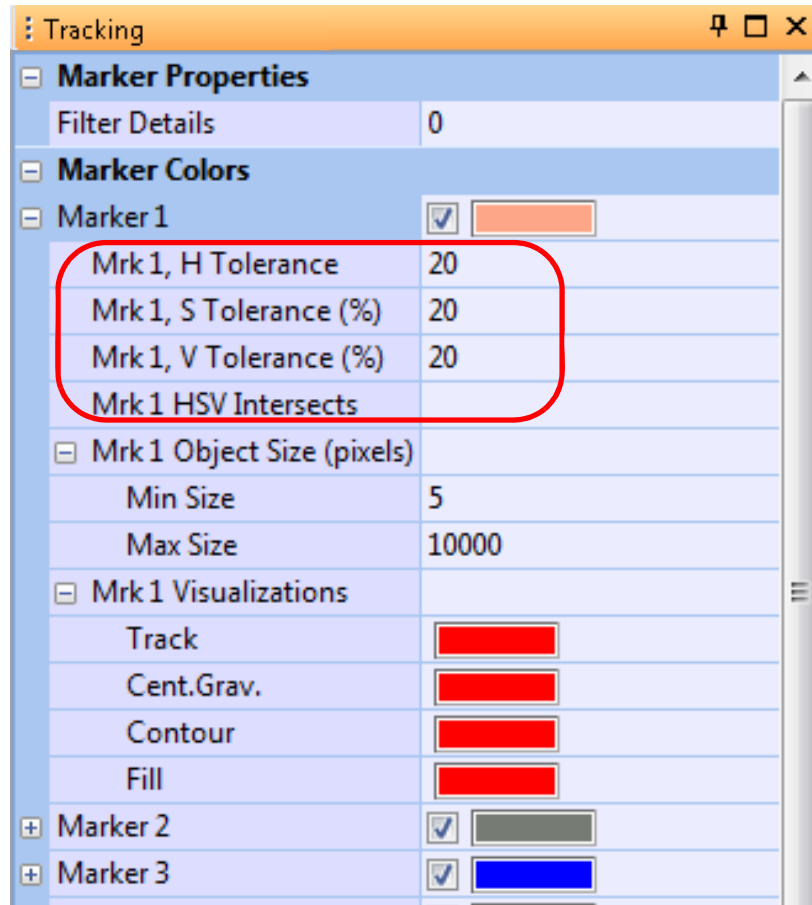 Tracking
Marker Properties
Filter Details 0
Marker Colors
Marker 1
Mrk 1, H Tolerance 20
Mrk 1, S Tolerance (%) 20
Mrk 1, V Tolerance (%) 20
Mrk 1 HSV Intersects
Mrk 1 Object Size (pixels)
Min Size 5
Max Size 10000
Mrk 1 Visualizations
Track
Cent.Grav.
Contour
Fill
Marker 2
Marker 3